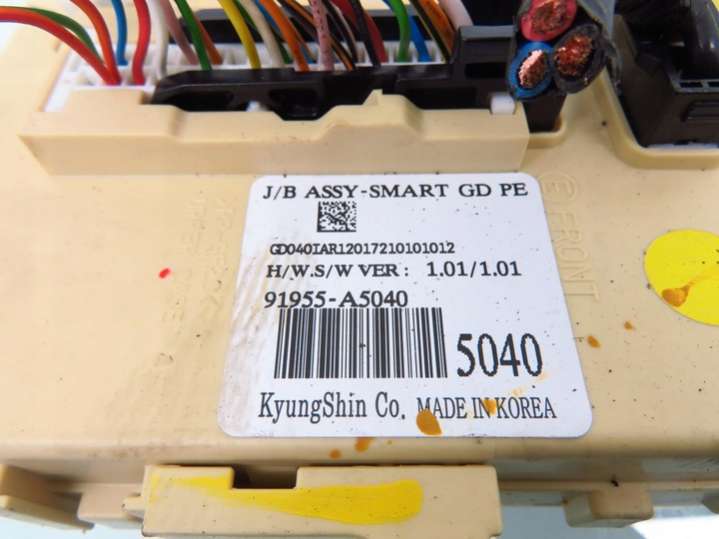 J/B ASSY-SMART GD PE
GD040IAR12017210101012
H/W.S/W VER : 1.01/1.01
91955-A5040
5040
KyungShin Co. MADE IN KOREA
FRONT